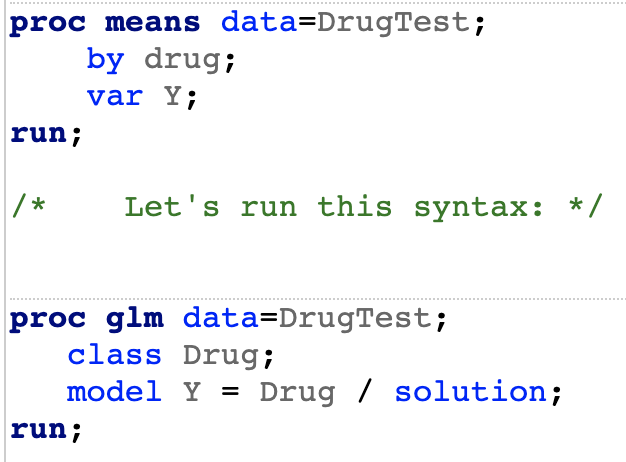 proc means data=DrugTest;
    by drug;
    var Y;
run;
/*    Let's run this syntax: */
proc glm data=DrugTest;
   class Drug;
   model Y = Drug / solution;
run;